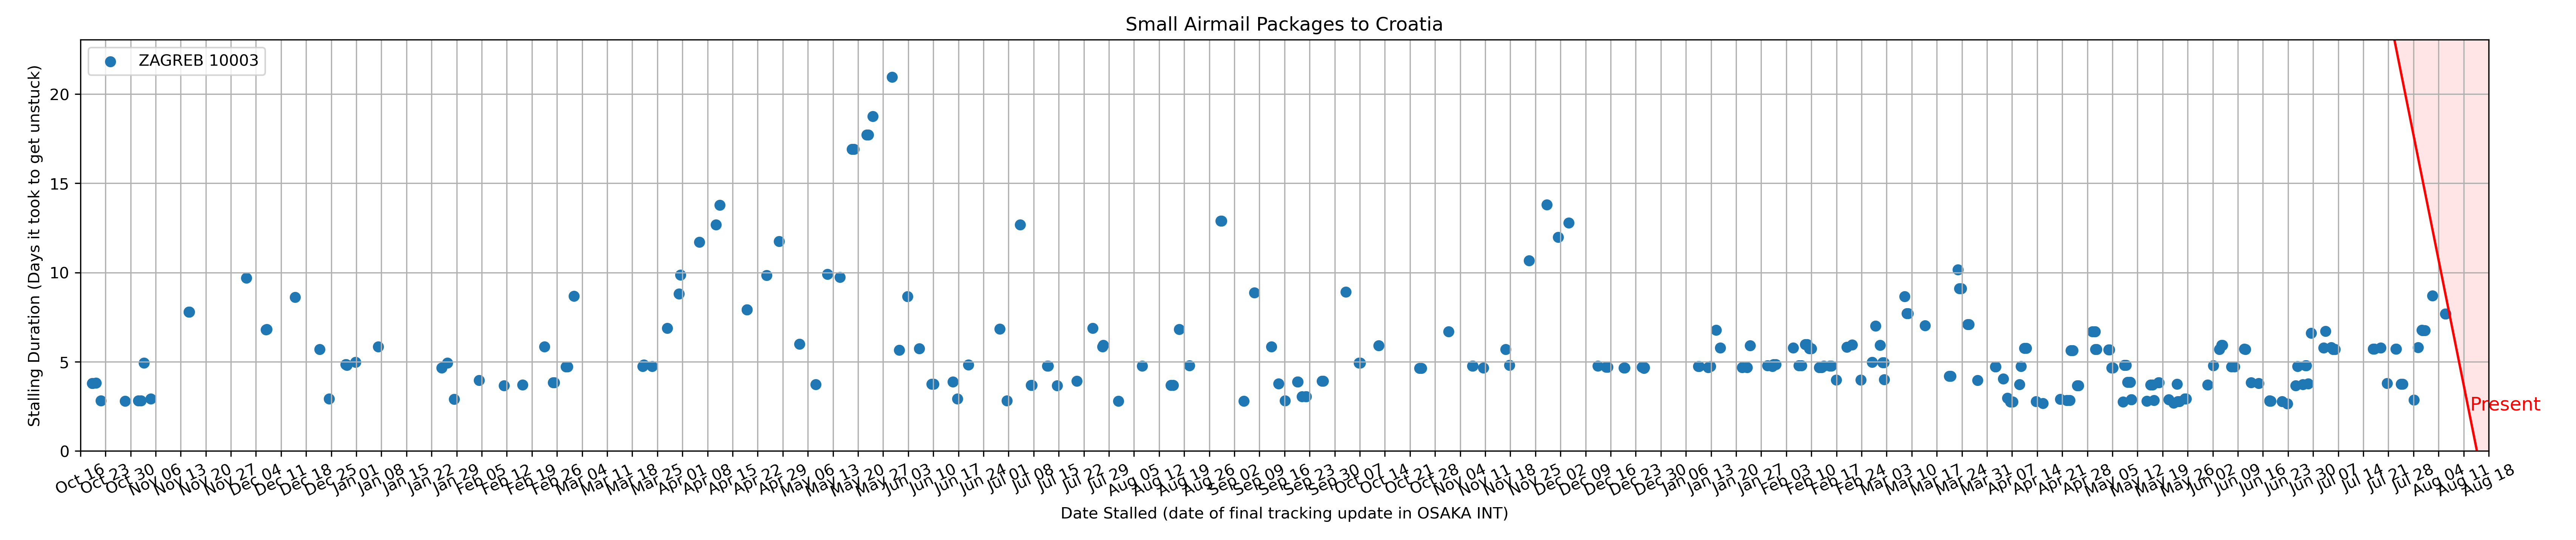 Small Airmail Packages to Croatia
ZAGREB 10003
Stalling Duration (Days it took to get unstuck)
20
15
10
5
0
Present
Oct 16 Oct 23 Oct 30 Nov 06 Nov 13 Nov 20 Nov 27 Dec 04 Dec 11 Dec 18 Dec 25 Jan 01 Jan 08 Jan 15 Jan 22 Jan 29 Feb 05 Feb 12 Feb 19 Feb 26 Mar 04 Mar 11 Mar 18 Mar 25 Apr 01 Apr 08 Apr 15 Apr 22 Apr 29 May 06 May 13 May 20 May 27 Jun 03 Jun 10 Jun 17 Jun 24 Jul 01 Jul 08 Jul 15 Jul 22 Jul 29 Aug 05 Aug 12 Aug 19 Aug 26 Sep 02 Sep 09 Sep 16 Sep 23 Sep 30 Oct 07 Oct 14 Oct 21 Oct 28 Nov 04 Nov 11 Nov 18 Nov 25 Dec 02 Dec 09 Dec 16 Dec 23 Dec 30 Jan 06 Jan 13 Jan 20 Jan 27 Feb 03 Feb 10 Feb 17 Feb 24 Mar 03 Mar 10 Mar 17 Mar 24 Mar 31 Apr 07 Apr 14 Apr 21 Apr 28 May 05 May 12 May 19 May 26 Jun 02 Jun 09 Jun 16 Jun 23 Jun 30 Jul 07 Jul 14 Jul 21 Jul 28 Aug 04 Aug 11 Aug 18
Date Stalled (date of final tracking update in OSAKA INT)